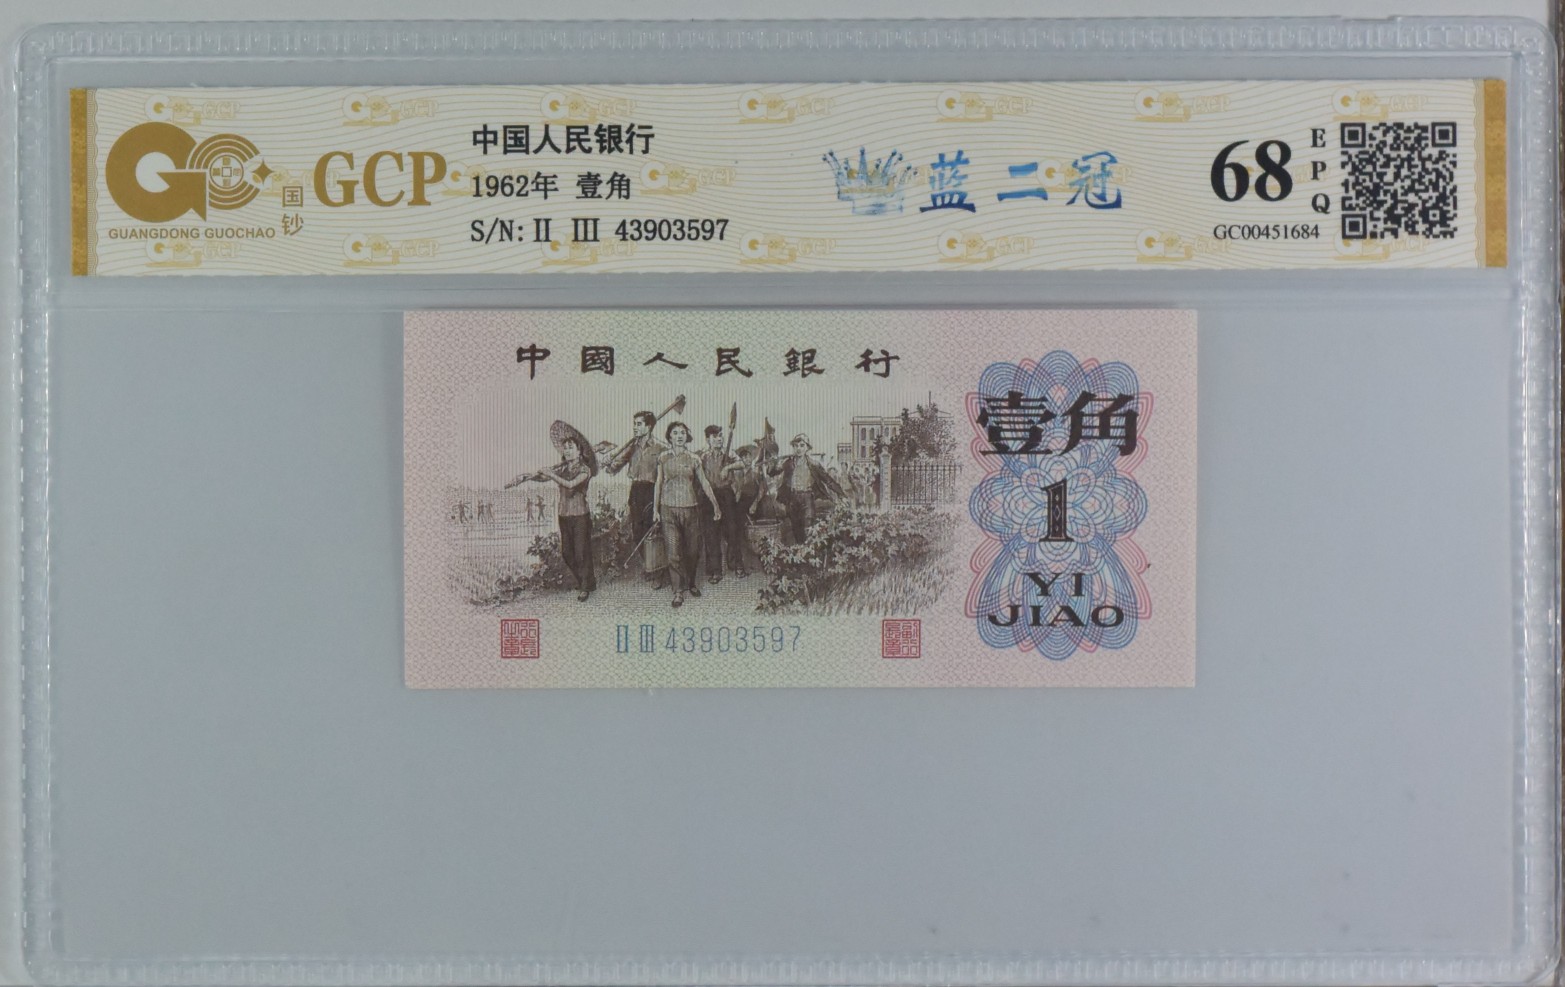 GCP
国
钞
GUANGDONG GUOCHAO
中国人民银行
1962年 壹角
S/N: II III 43903597
蓝二冠
68
EPQ
GC00451684
中國人民銀行
壹角
1
YI
JIAO
II III 43903597